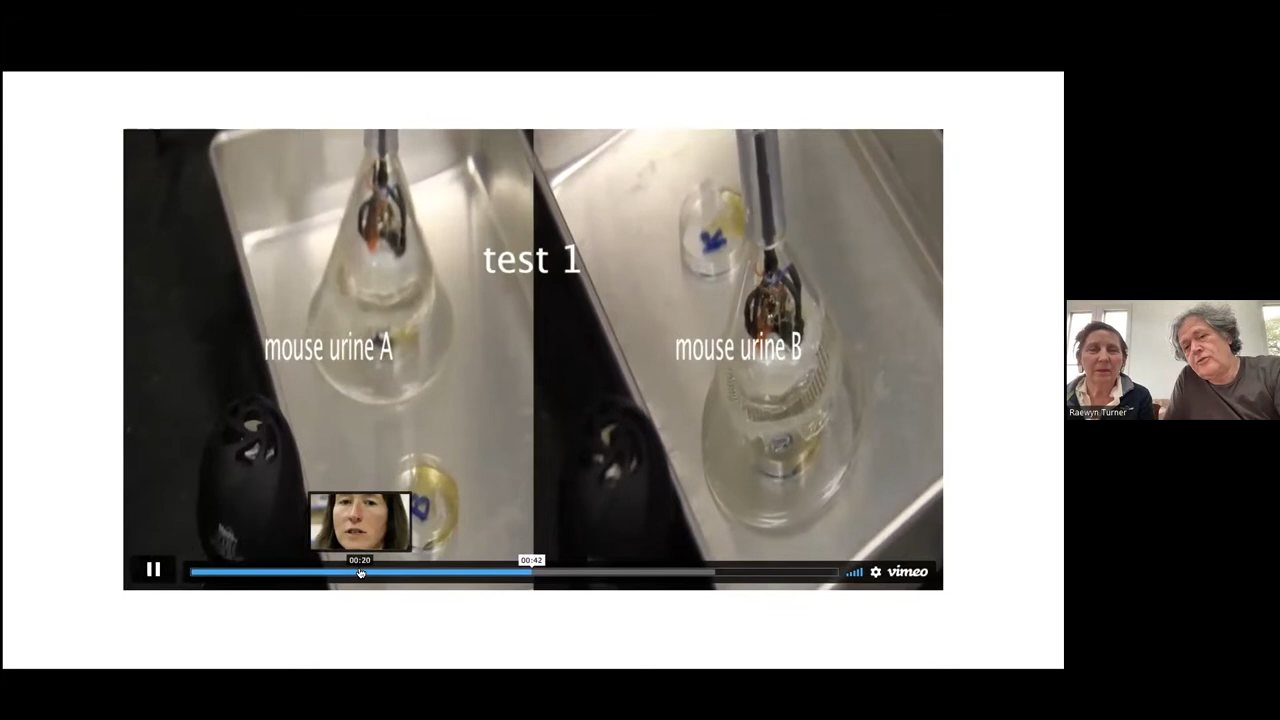 test 1
mouse urine A
mouse urine B
B
00:20
00:42
vimeo
Raewyn Turner